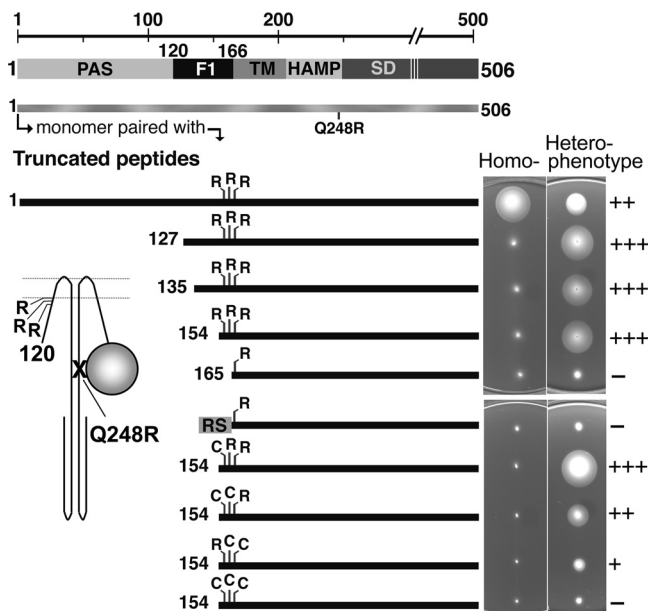 1 100 200 500
120 166
1 PAS F1 TM HAMP SD 506
1 506
monomer paired with Q248R
Truncated peptides
Homo- Hetero-
phenotype
R R R
1 ++
R R R
127 +++
R R R
135 +++
R R R
154 +++
R
165 −
R
RS −
C R R
154 +++
C C R
154 ++
R C C
154 +
C C C
154 −
R
R R
120
X
Q248R